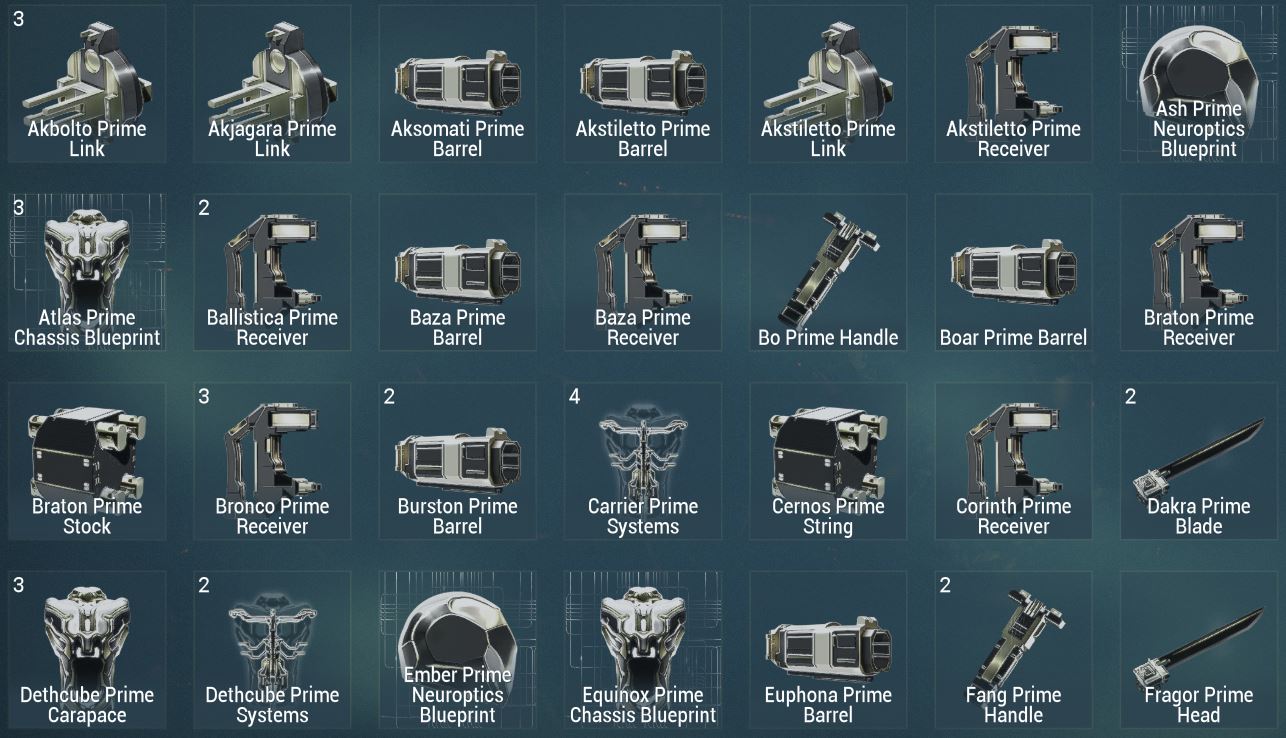 3
Akbolto Prime
Link
Akjagara Prime
Link
Aksomati Prime
Barrel
Akstiletto Prime
Barrel
Akstiletto Prime
Link
Akstiletto Prime
Receiver
Ash Prime
Neuroptics
Blueprint
3
Atlas Prime
Chassis Blueprint
2
Ballistica Prime
Receiver
Baza Prime
Barrel
Baza Prime
Receiver
Bo Prime Handle
Boar Prime Barrel
Braton Prime
Receiver
Braton Prime
Stock
3
Bronco Prime
Receiver
2
Burston Prime
Barrel
4
Carrier Prime
Systems
Cernos Prime
String
Corinth Prime
Receiver
2
Dakra Prime
Blade
3
Dethcube Prime
Carapace
2
Dethcube Prime
Systems
Ember Prime
Neuroptics
Blueprint
Equinox Prime
Chassis Blueprint
Euphona Prime
Barrel
2
Fang Prime
Handle
Fragor Prime
Head